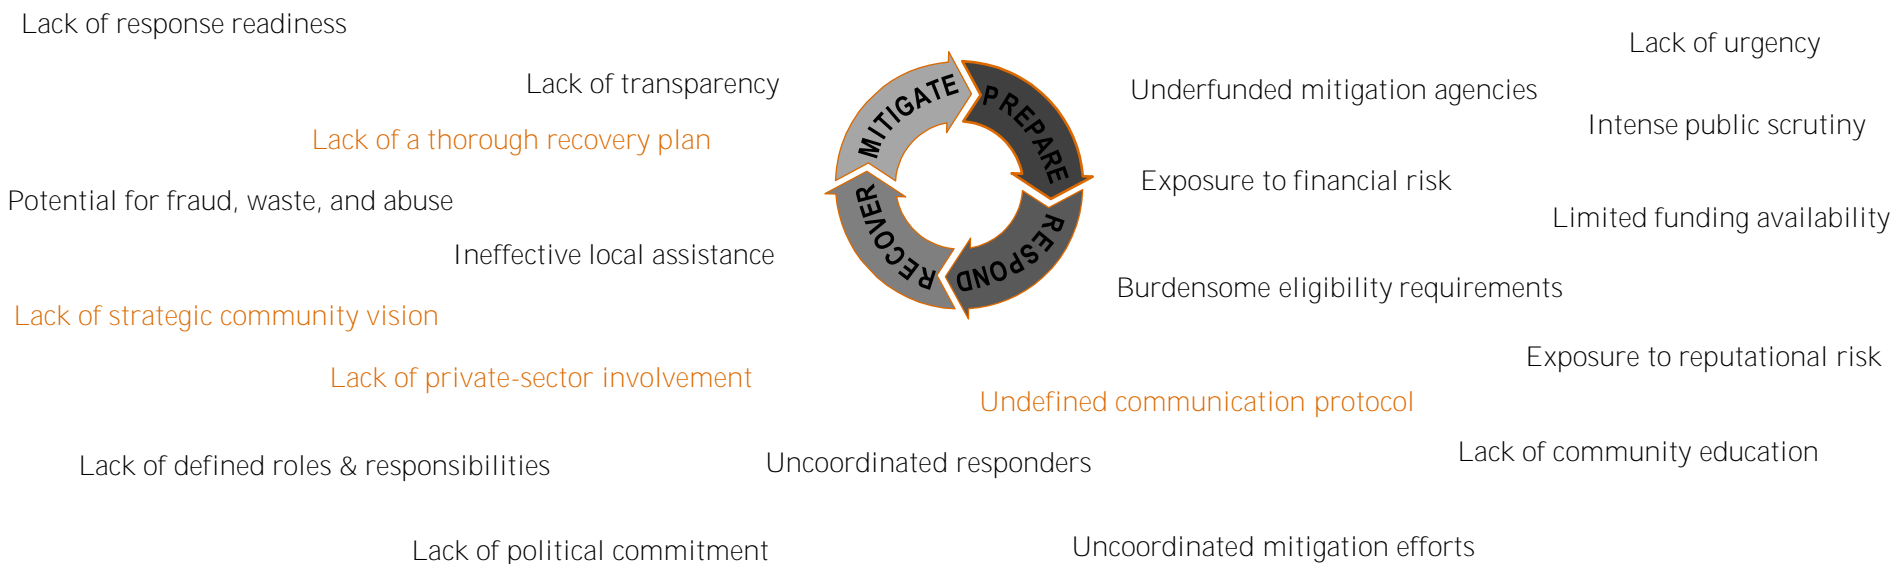 Lack of response readiness
Lack of urgency
Lack of transparency
Underfunded mitigation agencies
Intense public scrutiny
Lack of a thorough recovery plan
MITIGATE
PREPARE
RESPOND
RECOVER
Exposure to financial risk
Potential for fraud, waste, and abuse
Limited funding availability
Ineffective local assistance
Burdensome eligibility requirements
Lack of strategic community vision
Exposure to reputational risk
Lack of private-sector involvement
Undefined communication protocol
Lack of defined roles & responsibilities
Uncoordinated responders
Lack of community education
Lack of political commitment
Uncoordinated mitigation efforts